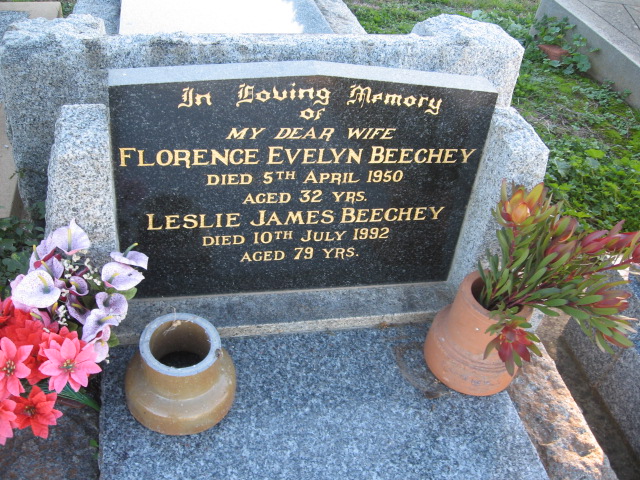 In Loving Memory
of
MY DEAR WIFE
FLORENCE EVELYN BEECHEY
DIED 5TH APRIL 1950
AGED 32 YRS.
LESLIE JAMES BEECHEY
DIED 10TH JULY 1992
AGED 79 YRS.